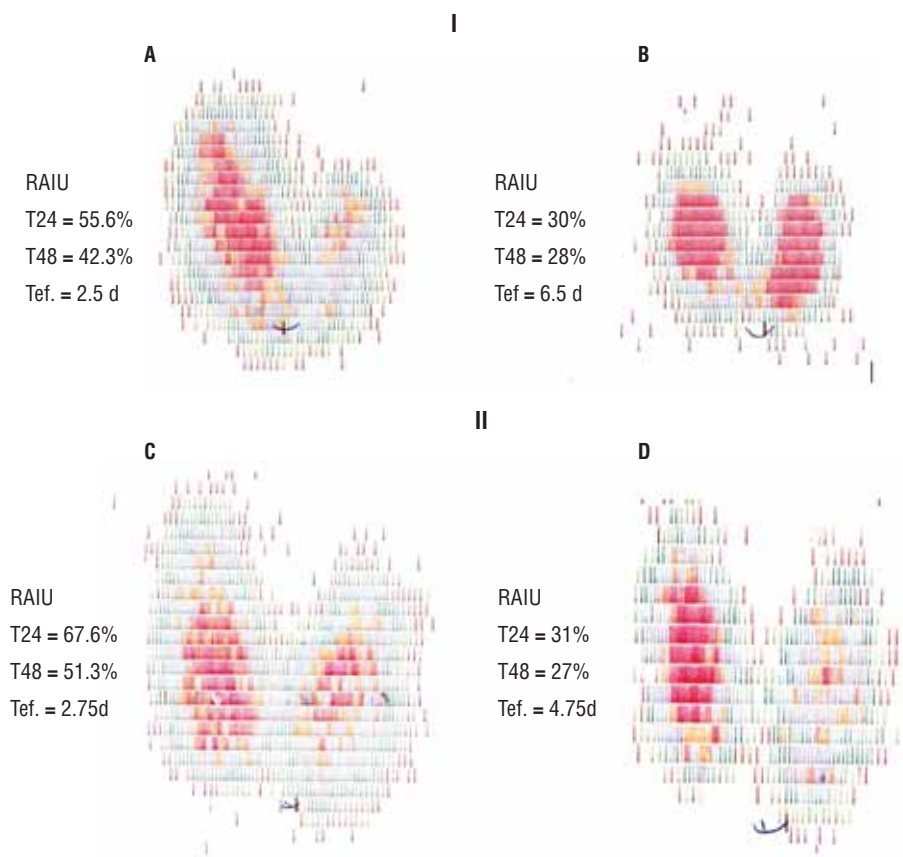 I
A
B
RAIU
T24 = 55.6%
T48 = 42.3%
Tef. = 2.5 d
RAIU
T24 = 30%
T48 = 28%
Tef = 6.5 d
II
C
D
RAIU
T24 = 67.6%
T48 = 51.3%
Tef. = 2.75d
RAIU
T24 = 31%
T48 = 27%
Tef. = 4.75d